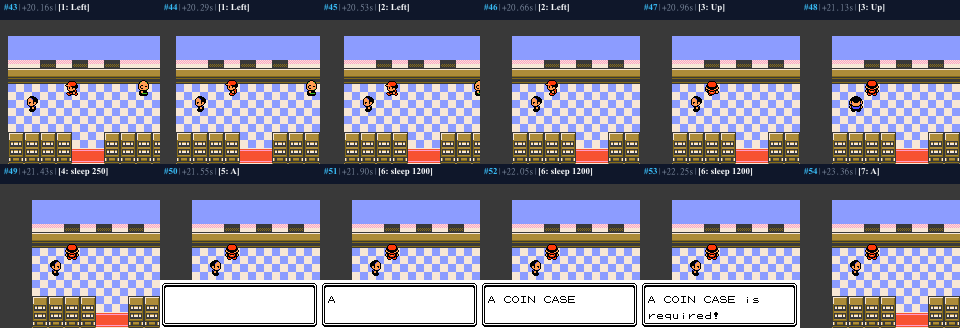 #43|+20.16s|[1: Left]
#44|+20.29s|[1: Left]
#45|+20.53s|[2: Left]
#46|+20.66s|[2: Left]
#47|+20.96s|[3: Up]
#48|+21.13s|[3: Up]
#49|+21.43s|[4: sleep 250]
#50|+21.55s|[5: A]
#51|+21.90s|[6: sleep 1200]
#52|+22.05s|[6: sleep 1200]
#53|+22.25s|[6: sleep 1200]
#54|+23.36s|[7: A]
A
A COIN CASE
A COIN CASE is
required!